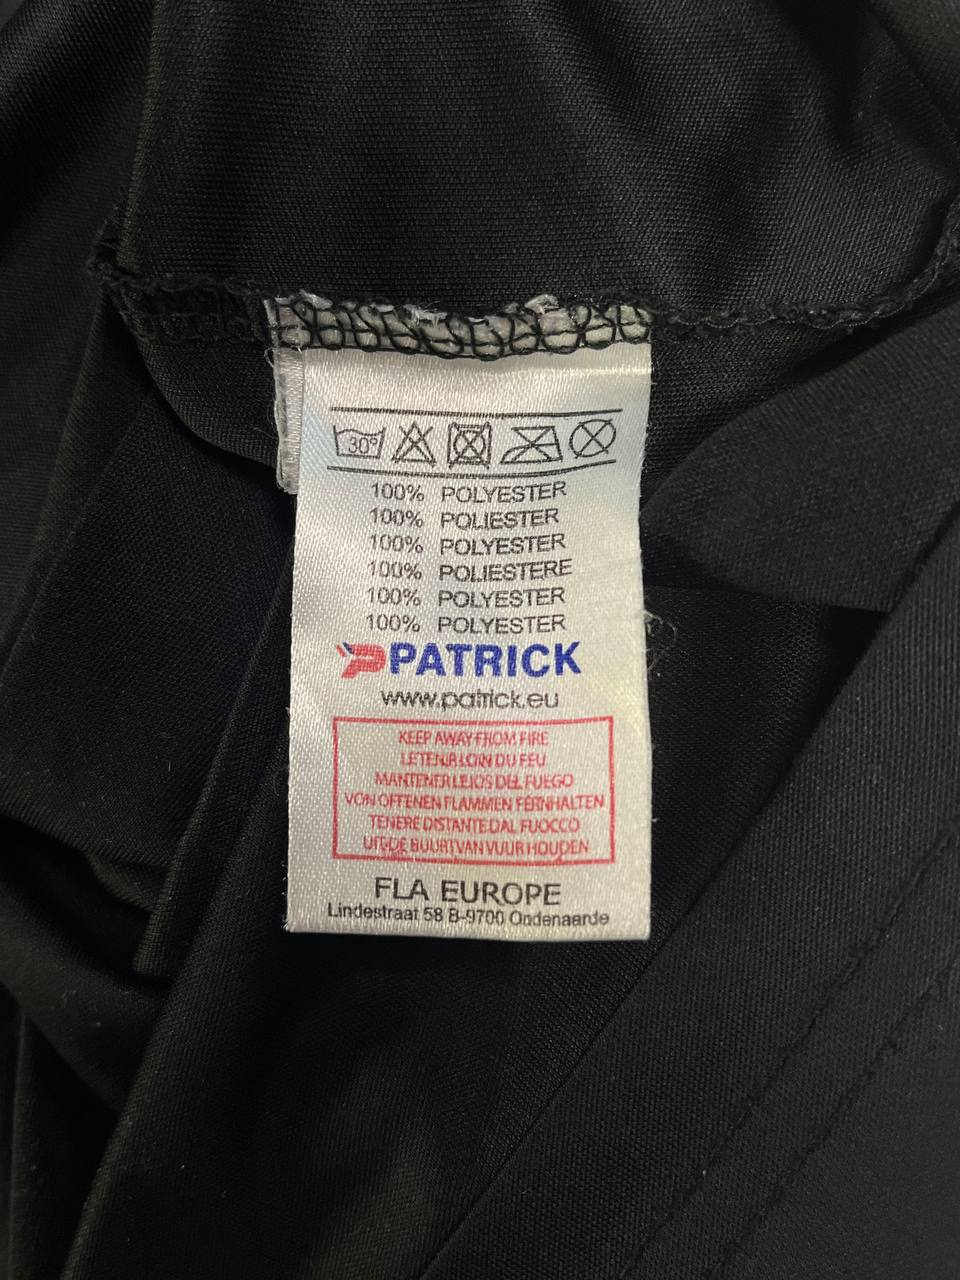 30°
100% POLYESTER
100% POLIESTER
100% POLYESTER
100% POLIESTERE
100% POLYESTER
100% POLYESTER
PATRICK
www.patrick.eu
KEEP AWAY FROM FIRE
LETENIR LOIN DU FEU
MANTENER LEJOS DEL FUEGO
VON OFFENEN FLAMMEN FERNHALTEN
TENERE DISTANTE DAL FUOCCO
UIT DE BUURT VAN VUUR HOUDEN
FLA EUROPE
Lindestraat 58 B-9700 Oudenaarde